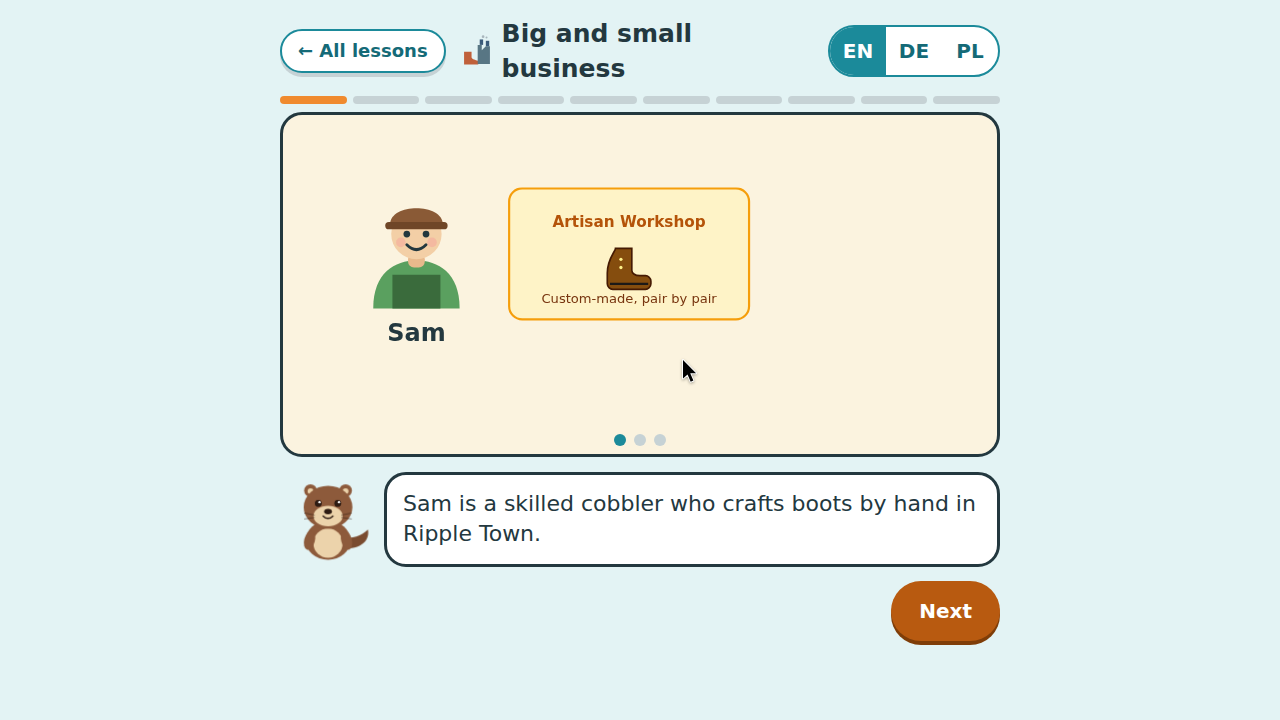 ← All lessons
Big and small
business
EN DE PL
Artisan Workshop
Custom-made, pair by pair
Sam
Sam is a skilled cobbler who crafts boots by hand in
Ripple Town.
Next